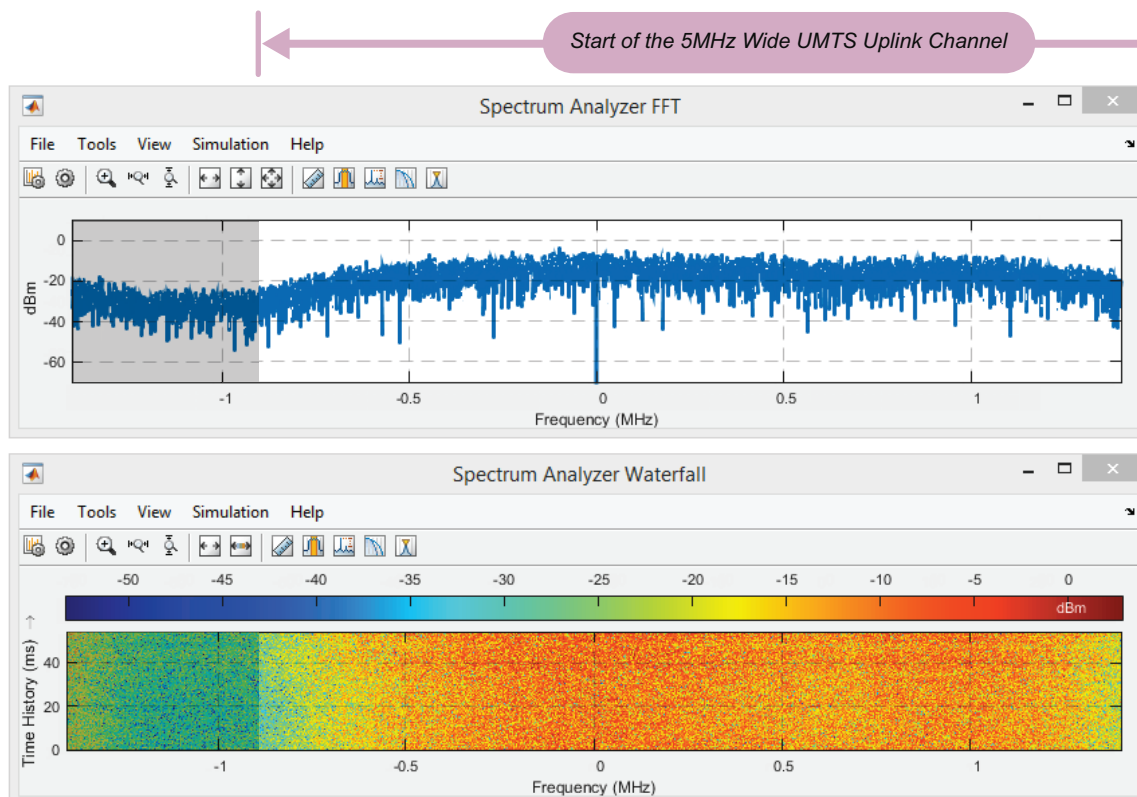 Start of the 5MHz Wide UMTS Uplink Channel
Spectrum Analyzer FFT
File Tools View Simulation Help
0
-20
-40
-60
dBm
-1 -0.5 0 0.5 1
Frequency (MHz)
Spectrum Analyzer Waterfall
File Tools View Simulation Help
-50 -45 -40 -35 -30 -25 -20 -15 -10 -5 0
dBm
40
20
0
Time History (ms) →
-1 -0.5 0 0.5 1
Frequency (MHz)